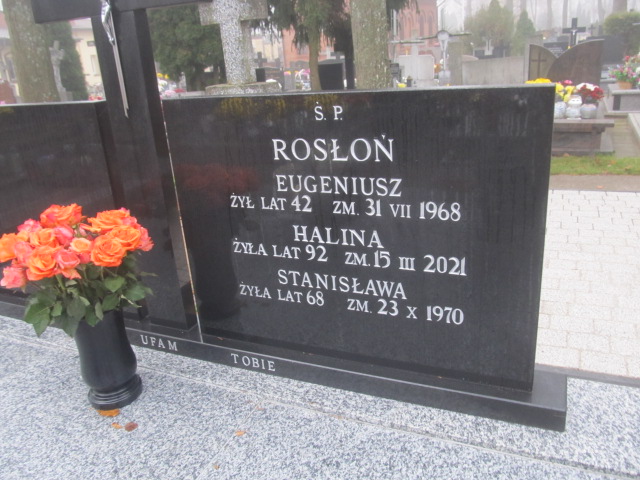 Ś. P.
ROSŁOŃ
EUGENIUSZ
ŻYŁ LAT 42 ZM. 31 VII 1968
HALINA
ŻYŁA LAT 92 ZM. 15 III 2021
STANISŁAWA
ŻYŁA LAT 68 ZM. 23 X 1970
UFAM TOBIE